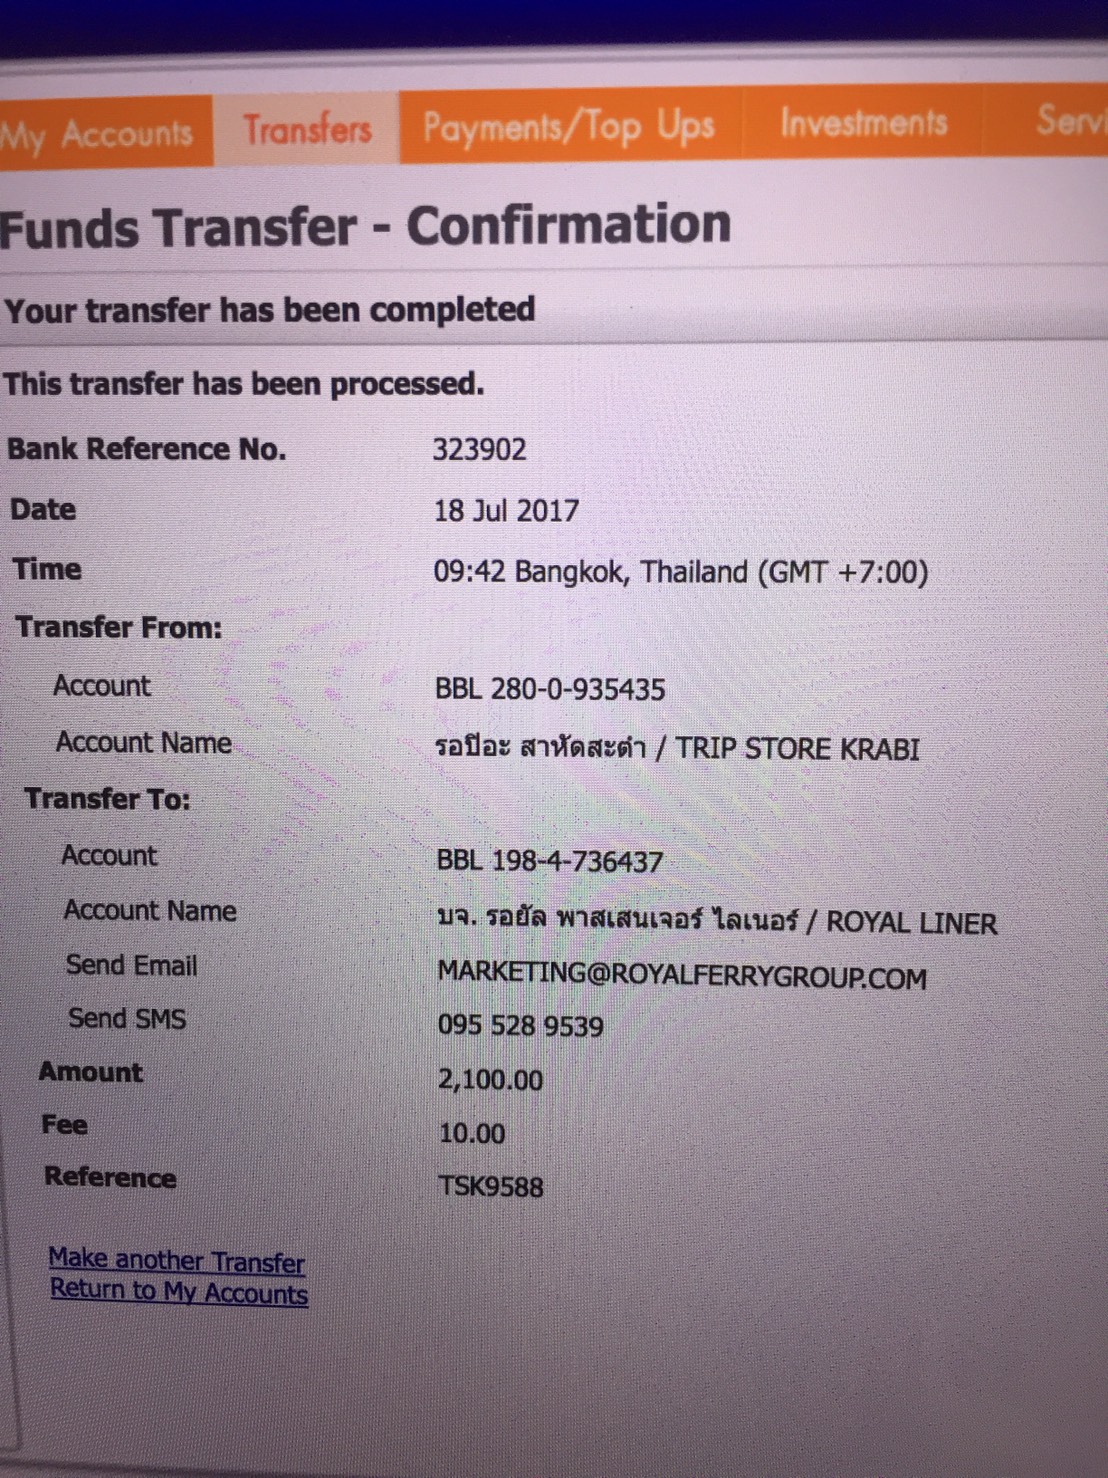 My Accounts Transfers Payments/Top Ups Investments
Funds Transfer - Confirmation
Your transfer has been completed
This transfer has been processed.
Bank Reference No. 323902
Date 18 Jul 2017
Time 09:42 Bangkok, Thailand (GMT +7:00)
Transfer From:
Account BBL 280-0-935435
Account Name รอปิอะ สาหัดสะดำ / TRIP STORE KRABI
Transfer To:
Account BBL 198-4-736437
Account Name บจ. รอยัล พาสเสนเจอร์ ไลเนอร์ / ROYAL LINER
Send Email MARKETING@ROYALFERRYGROUP.COM
Send SMS 095 528 9539
Amount 2,100.00
Fee 10.00
Reference TSK9588
Make another Transfer
Return to My Accounts